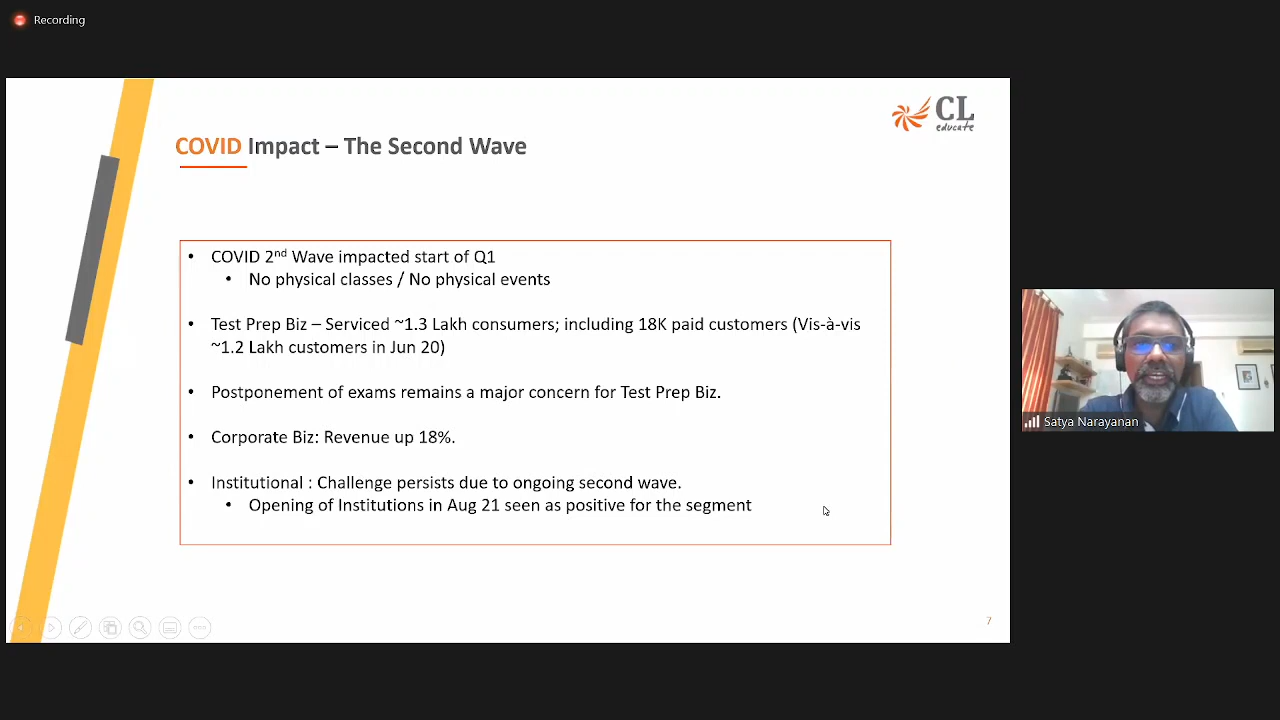 Recording
CL
educate
COVID Impact – The Second Wave
• COVID 2nd Wave impacted start of Q1
• No physical classes / No physical events
• Test Prep Biz – Serviced ~1.3 Lakh consumers; including 18K paid customers (Vis-à-vis
~1.2 Lakh customers in Jun 20)
• Postponement of exams remains a major concern for Test Prep Biz.
• Corporate Biz: Revenue up 18%.
• Institutional : Challenge persists due to ongoing second wave.
• Opening of Institutions in Aug 21 seen as positive for the segment
Satya Narayanan
7